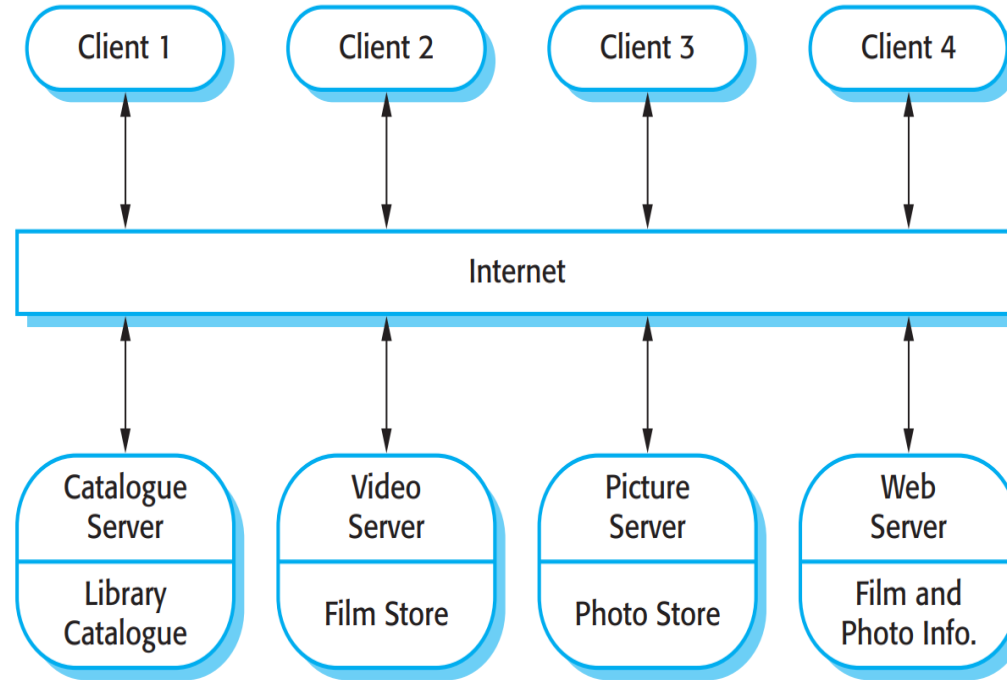 Client 1
Client 2
Client 3
Client 4
Internet
Catalogue
Server
Library
Catalogue
Video
Server
Film Store
Picture
Server
Photo Store
Web
Server
Film and
Photo Info.